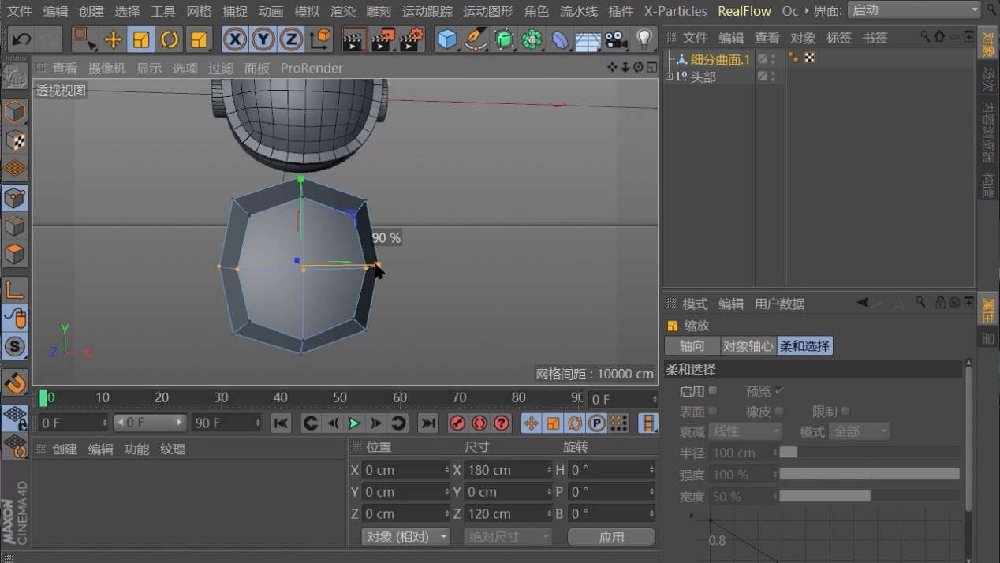 文件 编辑 创建 选择 工具 网格 捕捉 动画 模拟 渲染 雕刻 运动跟踪 运动图形 角色 流水线 插件 X-Particles RealFlow Oc 界面: 启动
X Y Z
文件 编辑 查看 对象 标签 书签
查看 摄像机 显示 选项 过滤 面板 ProRender
透视视图
细分曲面.1
头部
对象
场次
内容浏览器
构造
90 %
Y
Z X
网格间距 : 10000 cm
模式 编辑 用户数据
缩放
轴向 对象轴心 柔和选择
柔和选择
启用 预览
表面 橡皮 限制
衰减 线性 模式 全部
半径 100 cm
强度 100 %
宽度 50 %
0.8
属性
层
S
0 10 20 30 40 50 60 70 80 90 0 F
0 F 0 F 90 F
P
创建 编辑 功能 纹理
位置 尺寸 旋转
X 0 cm X 180 cm H 0 °
Y 0 cm Y 0 cm P 0 °
Z 0 cm Z 120 cm B 0 °
对象 (相对) 绝对尺寸 应用
MAXON
CINEMA 4D